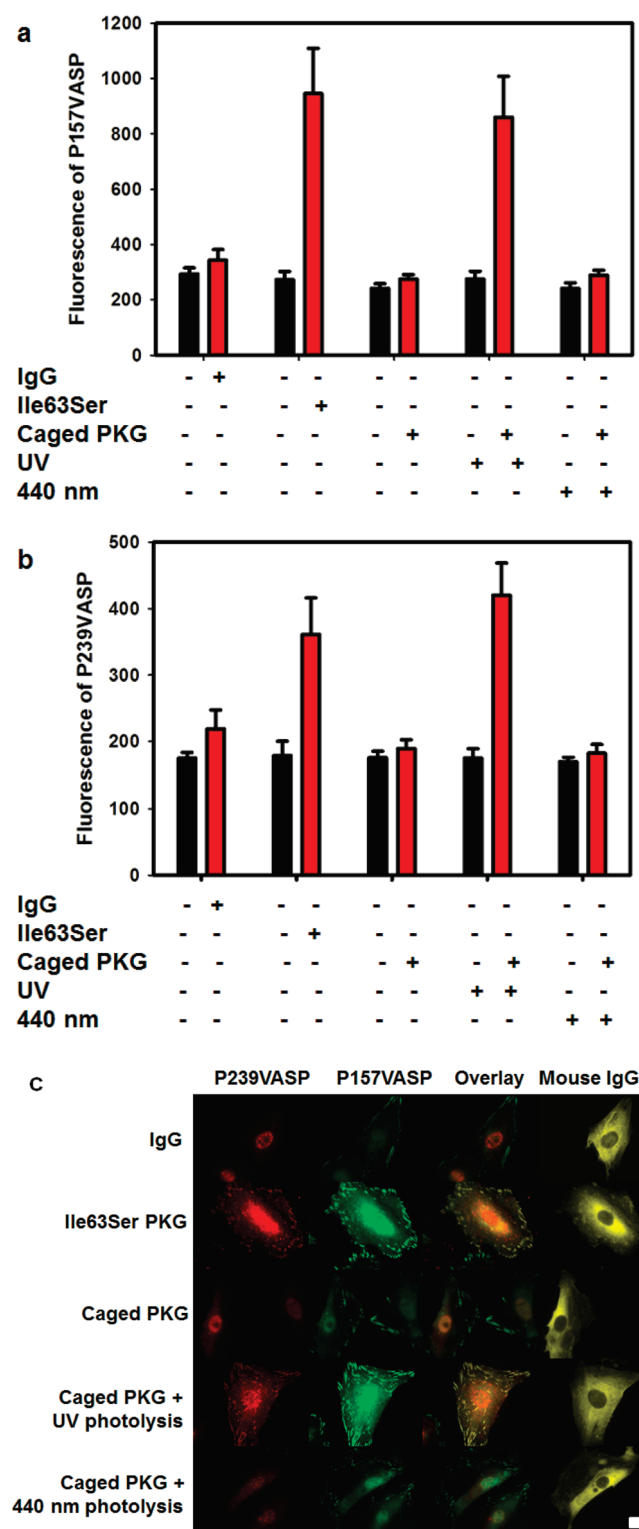 a
Fluorescence of P157VASP
1200
1000
800
600
400
200
0
IgG - + - - - - - - - -
Ile63Ser - - - + - - - - - -
Caged PKG - - - - - + - + - +
UV - - - - - - + + - -
440 nm - - - - - - - - + +
b
Fluorescence of P239VASP
500
400
300
200
100
0
IgG - + - - - - - - - -
Ile63Ser - - - + - - - - - -
Caged PKG - - - - - + - + - +
UV - - - - - - + + - -
440 nm - - - - - - - - + +
C
P239VASP P157VASP Overlay Mouse IgG
IgG
Ile63Ser PKG
Caged PKG
Caged PKG +
UV photolysis
Caged PKG +
440 nm photolysis